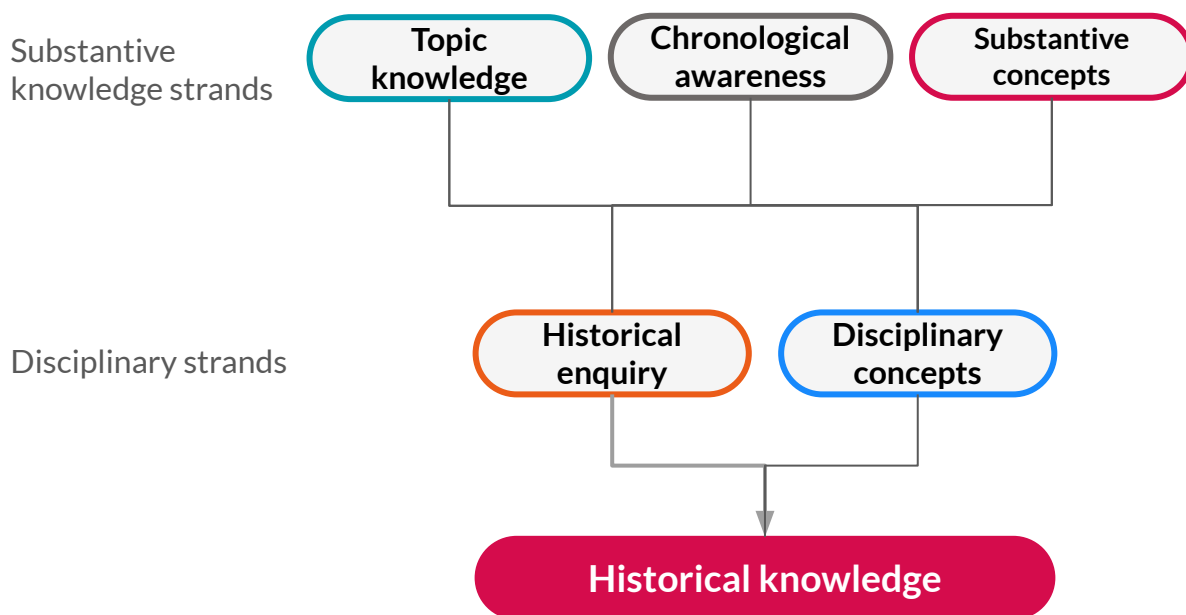 Substantive
knowledge strands
Topic
knowledge
Chronological
awareness
Substantive
concepts
Disciplinary strands
Historical
enquiry
Disciplinary
concepts
Historical knowledge